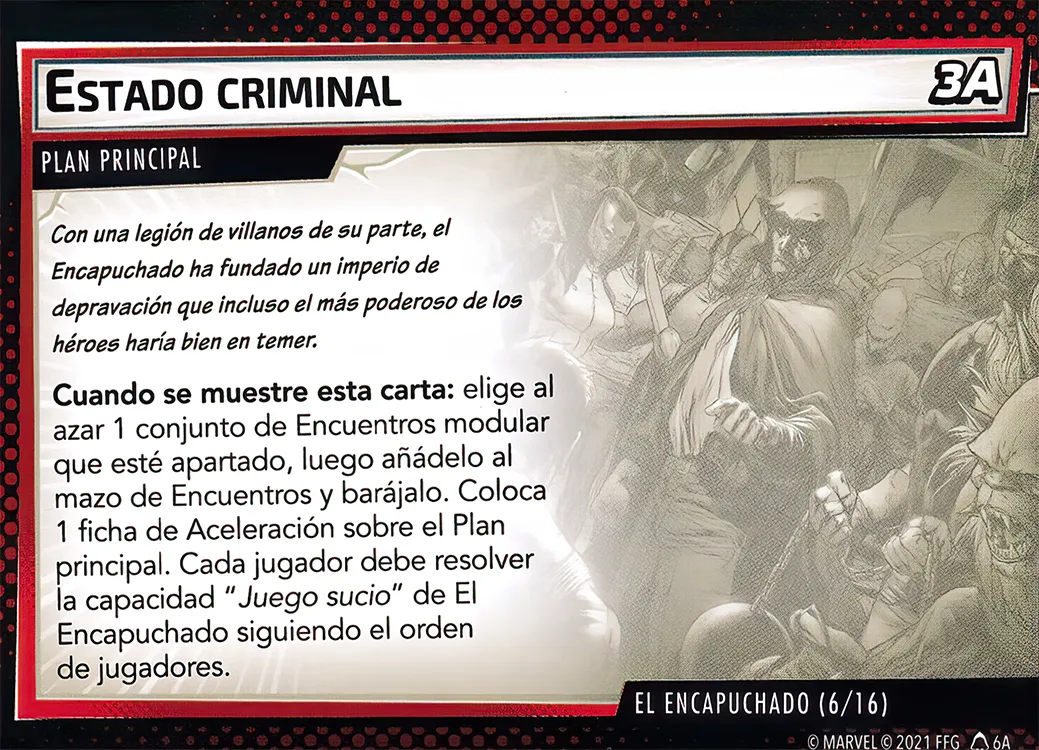 ESTADO CRIMINAL
3A
PLAN PRINCIPAL
Con una legión de villanos de su parte, el
Encapuchado ha fundado un imperio de
depravación que incluso el más poderoso de los
héroes haría bien en temer.
Cuando se muestre esta carta: elige al
azar 1 conjunto de Encuentros modular
que esté apartado, luego añádelo al
mazo de Encuentros y barájalo. Coloca
1 ficha de Aceleración sobre el Plan
principal. Cada jugador debe resolver
la capacidad "Juego sucio" de El
Encapuchado siguiendo el orden
de jugadores.
EL ENCAPUCHADO (6/16)
© MARVEL © 2021 FFG 6A